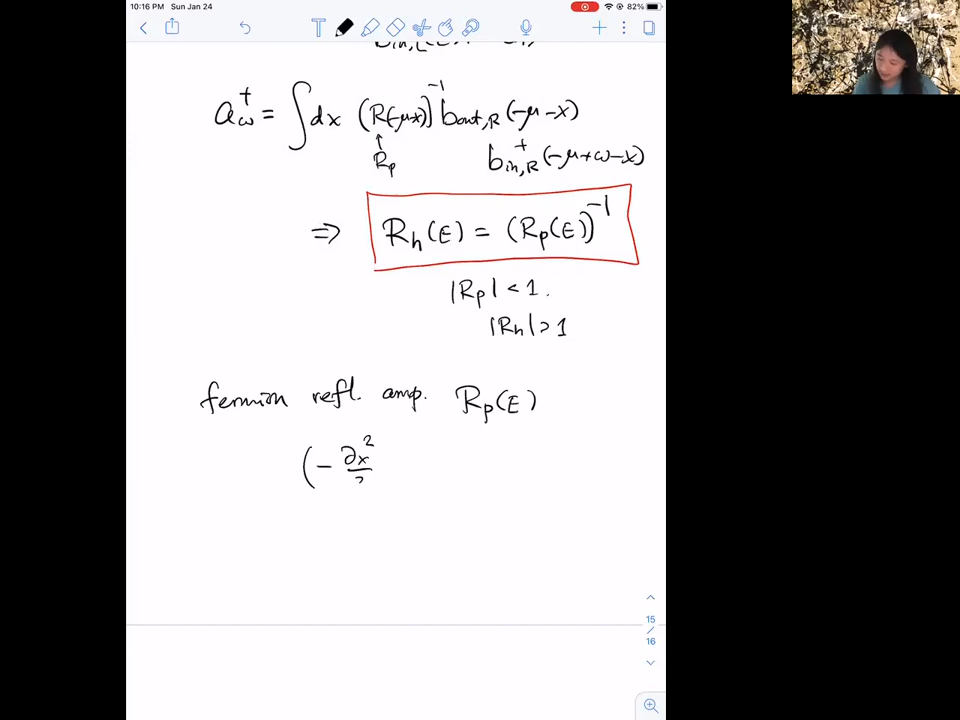 10:16 PM Sun Jan 24
82%
a_ω^† = ∫dx (R(-μ-x))^{-1} b_{out,R}(-μ-x)
↑
R_p b_{in,R}^†(-μ+ω-x)
⇒ R_h(E) = (R_p(E))^{-1}
|R_p| < 1.
|R_h| > 1
fermion refl. amp. R_p(E)
(- ∂x^2
15
/
16